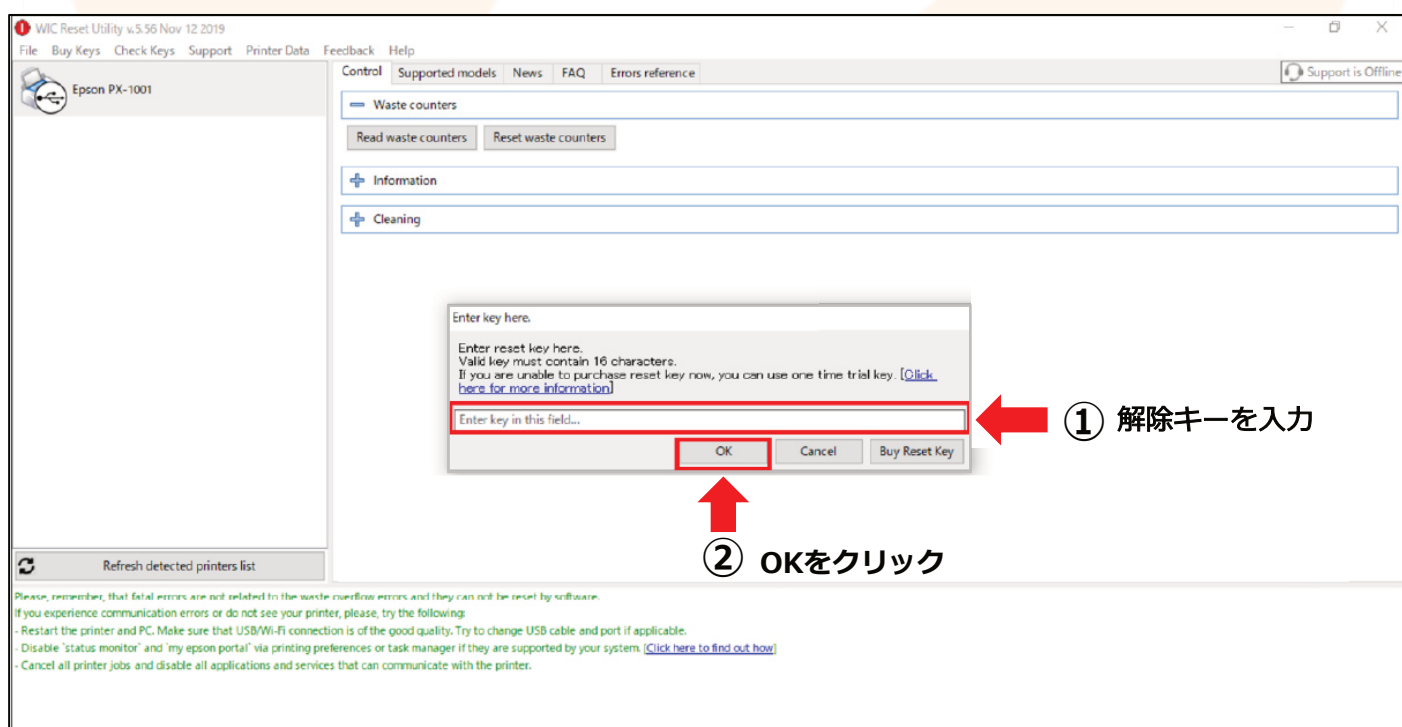 WIC Reset Utility v.5.56 Nov 12 2019
File Buy Keys Check Keys Support Printer Data Feedback Help
Epson PX-1001
Control Supported models News FAQ Errors reference
Support is Offline
Waste counters
Read waste counters Reset waste counters
Information
Cleaning
Enter key here.
Enter reset key here.
Valid key must contain 16 characters.
If you are unable to purchase reset key now, you can use one time trial key. [Click
here for more information]
Enter key in this field...
① 解除キーを入力
OK Cancel Buy Reset Key
② OKをクリック
Refresh detected printers list
Please, remember, that fatal errors are not related to the waste overflow errors and they can not be reset by software.
If you experience communication errors or do not see your printer, please, try the following:
- Restart the printer and PC. Make sure that USB/Wi-Fi connection is of the good quality. Try to change USB cable and port if applicable.
- Disable `status monitor` and `my epson portal` via printing preferences or task manager if they are supported by your system. [Click here to find out how]
- Cancel all printer jobs and disable all applications and services that can communicate with the printer.